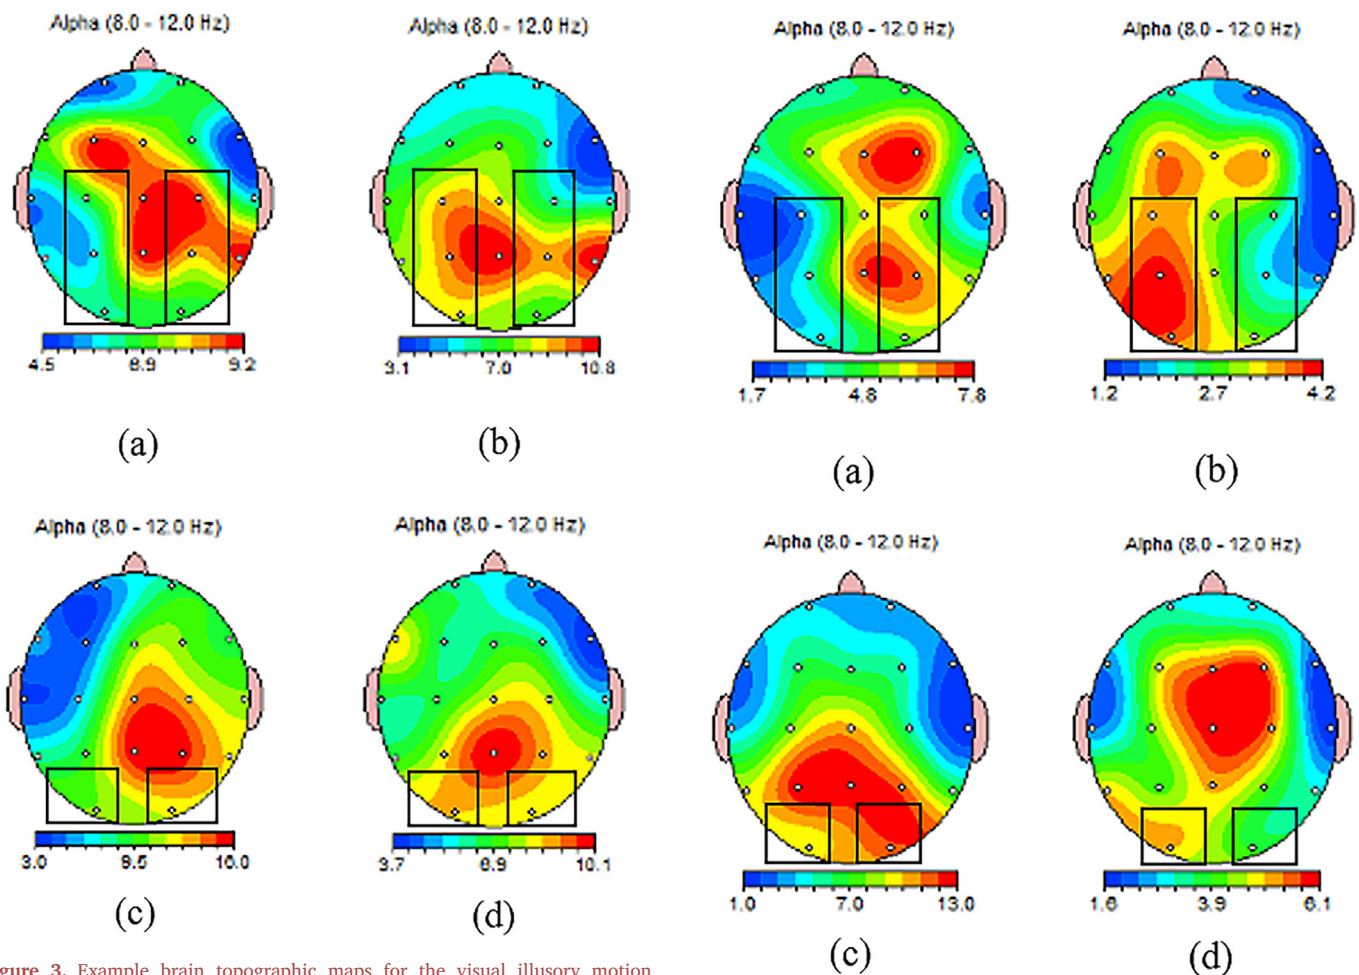 Alpha (8.0 - 12.0 Hz)
Alpha (8.0 - 12.0 Hz)
Alpha (8.0 - 12.0 Hz)
Alpha (8.0 - 12.0 Hz)
4.5 8.9 9.2
3.1 7.0 10.8
1.7 4.8 7.8
1.2 2.7 4.2
(a)
(b)
(a)
(b)
Alpha (8.0 - 12.0 Hz)
Alpha (8.0 - 12.0 Hz)
Alpha (8.0 - 12.0 Hz)
Alpha (8.0 - 12.0 Hz)
3.0 9.5 10.0
3.7 6.9 10.1
1.0 7.0 13.0
1.6 3.9 6.1
(c)
(d)
(c)
(d)
gure 3. Example brain topographic maps for the visual illusory motion